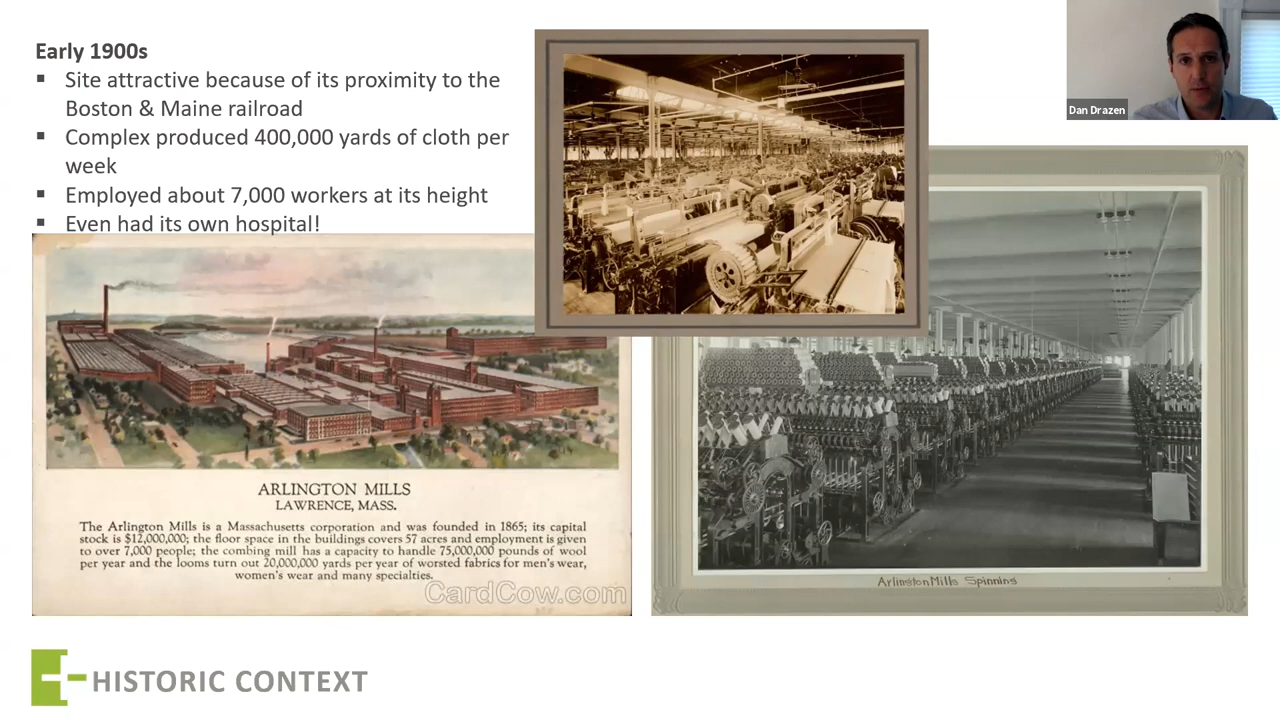 Early 1900s
▪ Site attractive because of its proximity to the
Boston & Maine railroad
▪ Complex produced 400,000 yards of cloth per
week
▪ Employed about 7,000 workers at its height
▪ Even had its own hospital!
Dan Drazen
ARLINGTON MILLS
LAWRENCE, MASS.
The Arlington Mills is a Massachusetts corporation and was founded in 1865; its capital
stock is $12,000,000; the floor space in the buildings covers 57 acres and employment is given
to over 7,000 people; the combing mill has a capacity to handle 75,000,000 pounds of wool
per year and the looms turn out 20,000,000 yards per year of worsted fabrics for men's wear,
women's wear and many specialties.
CardCow.com
Arlington Mills Spinning
HISTORIC CONTEXT